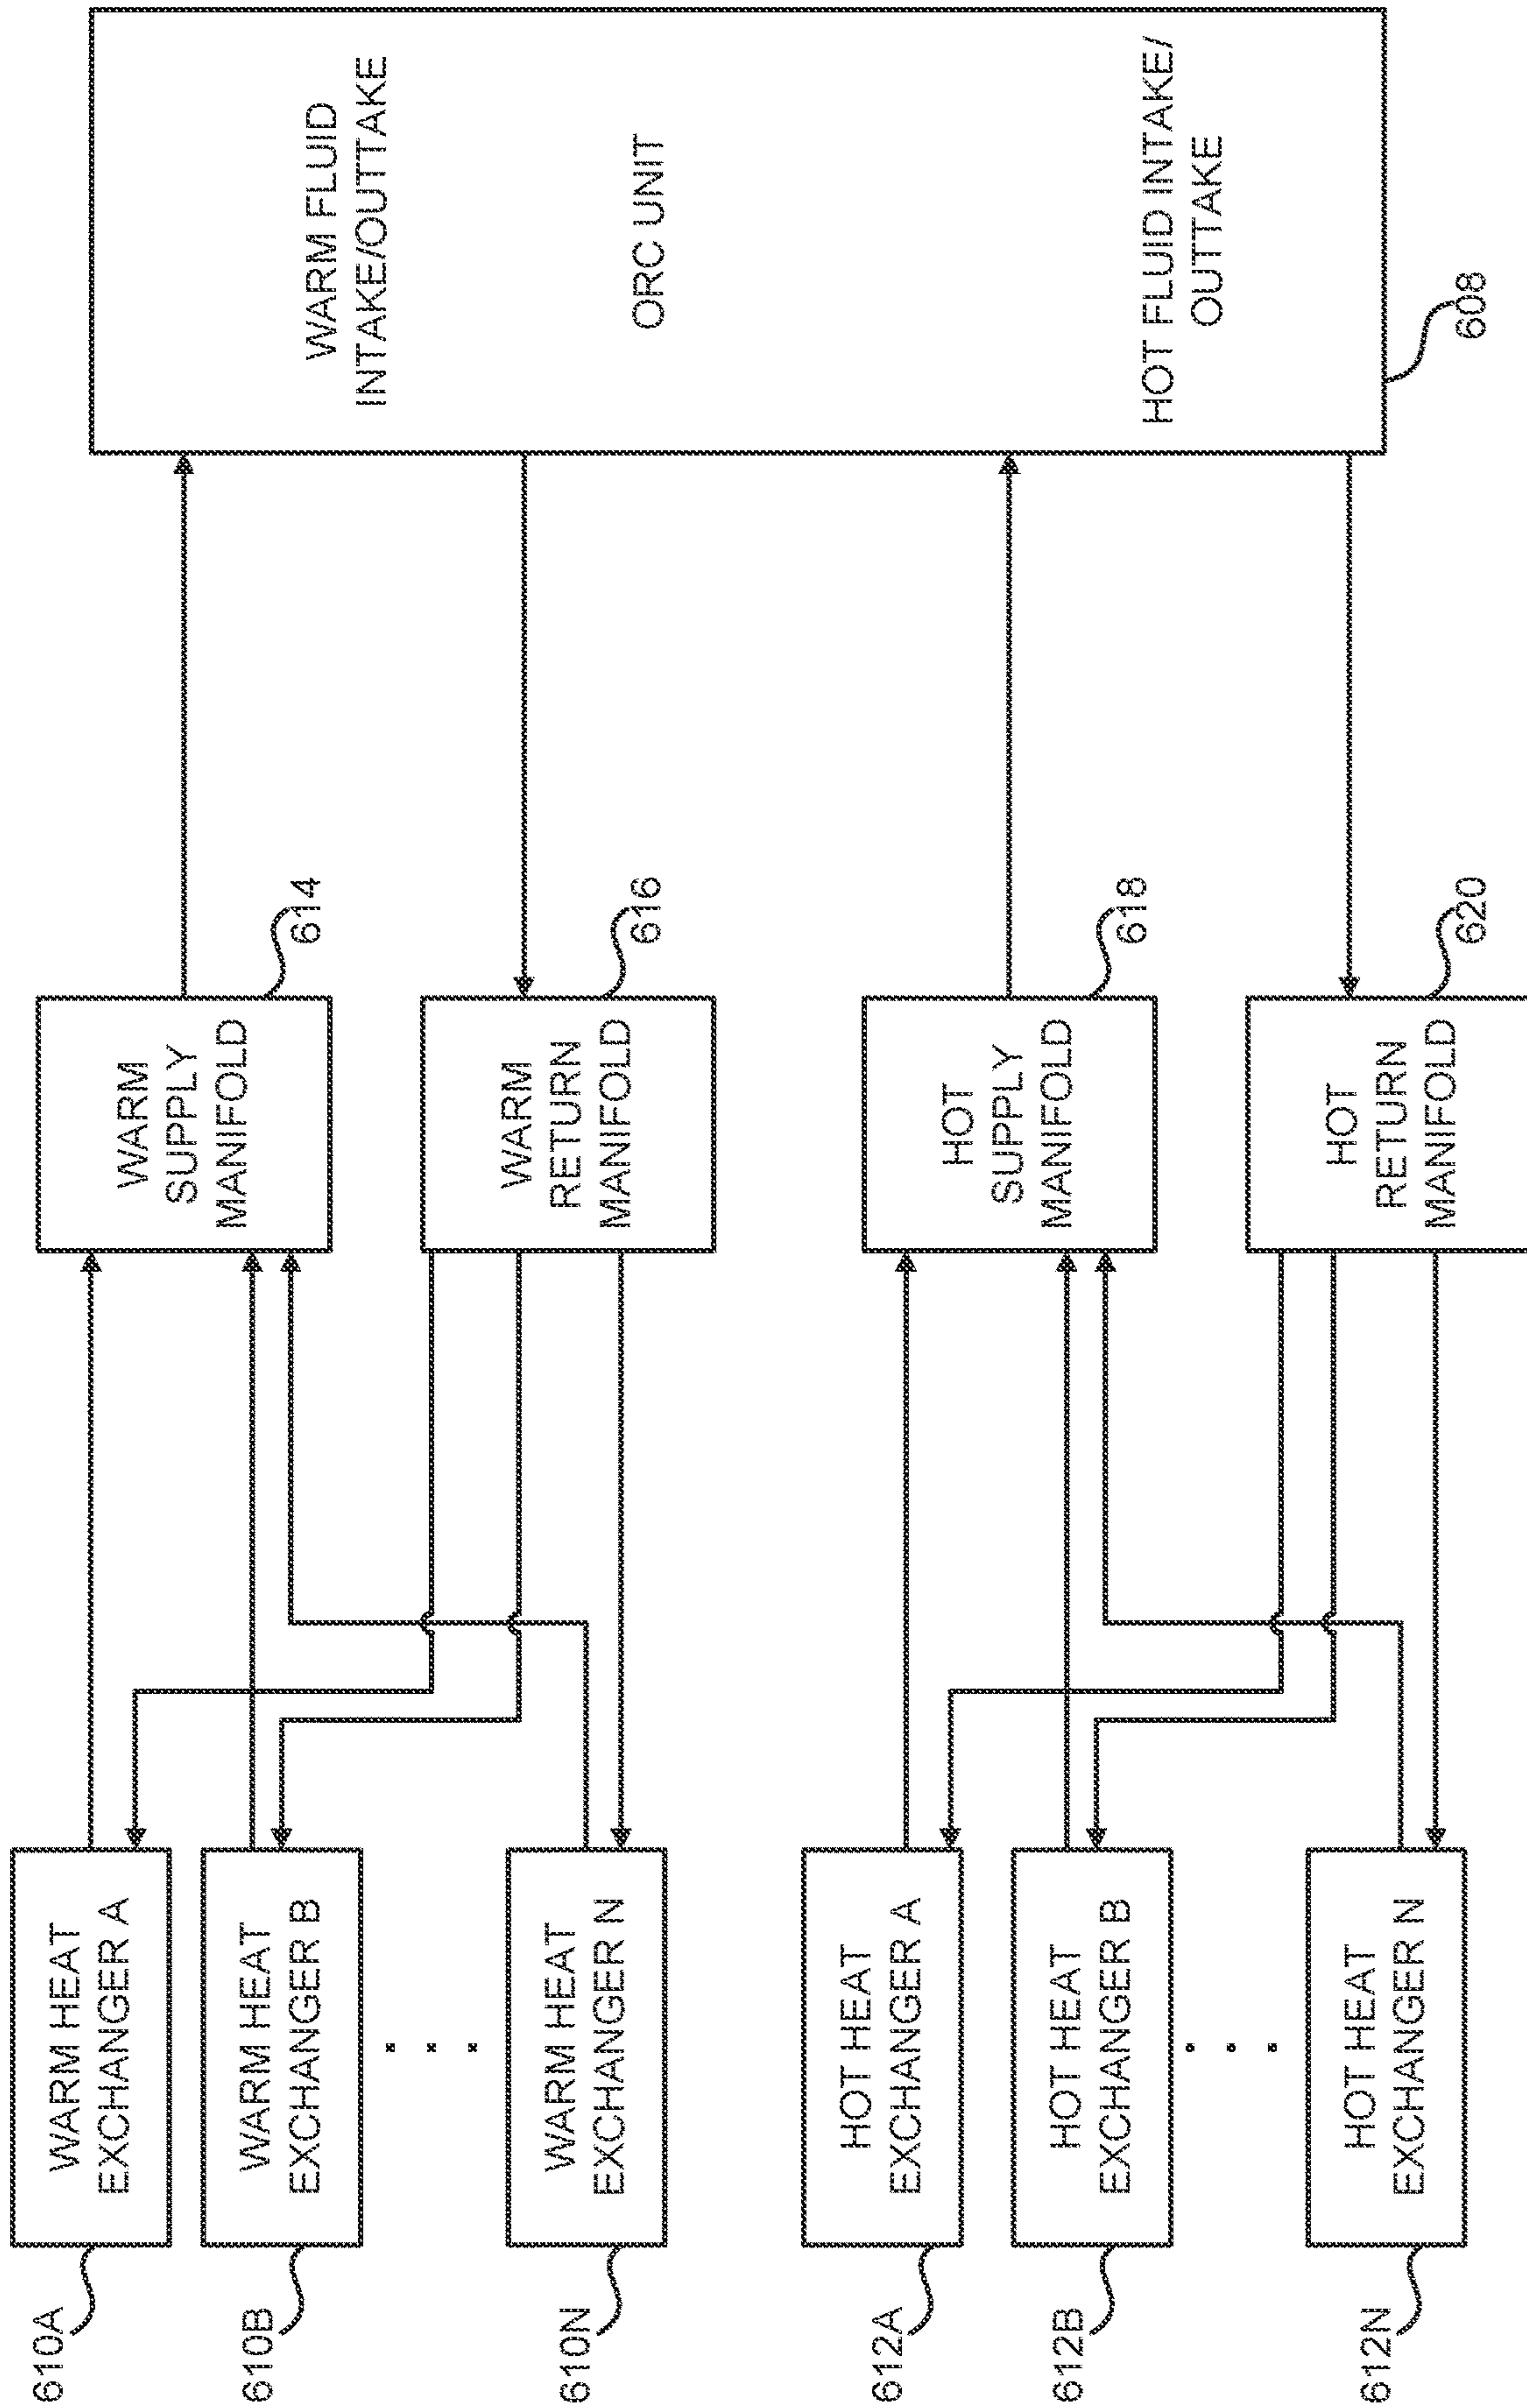 610A
WARM HEAT
EXCHANGER A
610B
WARM HEAT
EXCHANGER B
610N
WARM HEAT
EXCHANGER N
612A
HOT HEAT
EXCHANGER A
612B
HOT HEAT
EXCHANGER B
612N
HOT HEAT
EXCHANGER N
WARM
SUPPLY
MANIFOLD
614
WARM
RETURN
MANIFOLD
616
HOT
SUPPLY
MANIFOLD
618
HOT
RETURN
MANIFOLD
620
WARM FLUID
INTAKE/OUTTAKE
ORC UNIT
HOT FLUID INTAKE/
OUTTAKE
608